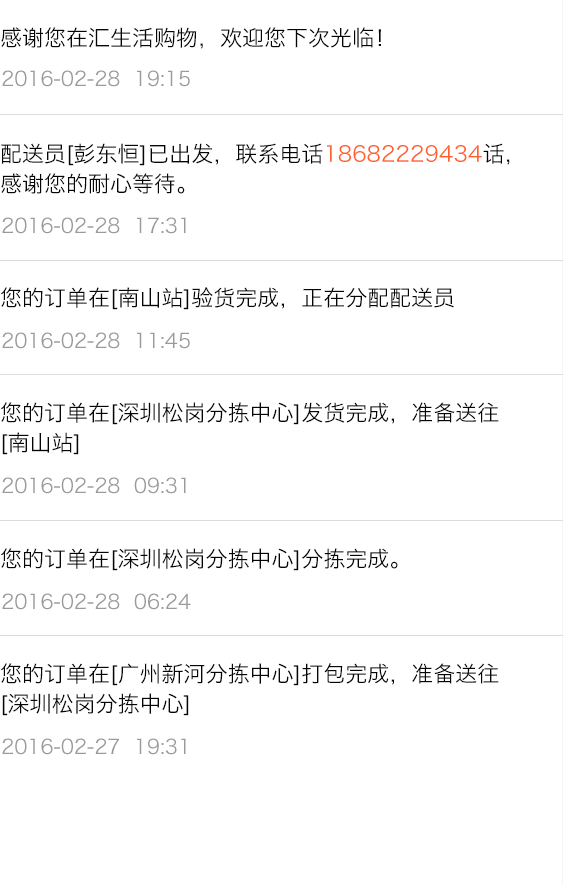 感谢您在汇生活购物，欢迎您下次光临！
2016-02-28 19:15
配送员[彭东恒]已出发，联系电话18682229434话，
感谢您的耐心等待。
2016-02-28 17:31
您的订单在[南山站]验货完成，正在分配配送员
2016-02-28 11:45
您的订单在[深圳松岗分拣中心]发货完成，准备送往
[南山站]
2016-02-28 09:31
您的订单在[深圳松岗分拣中心]分拣完成。
2016-02-28 06:24
您的订单在[广州新河分拣中心]打包完成，准备送往
[深圳松岗分拣中心]
2016-02-27 19:31